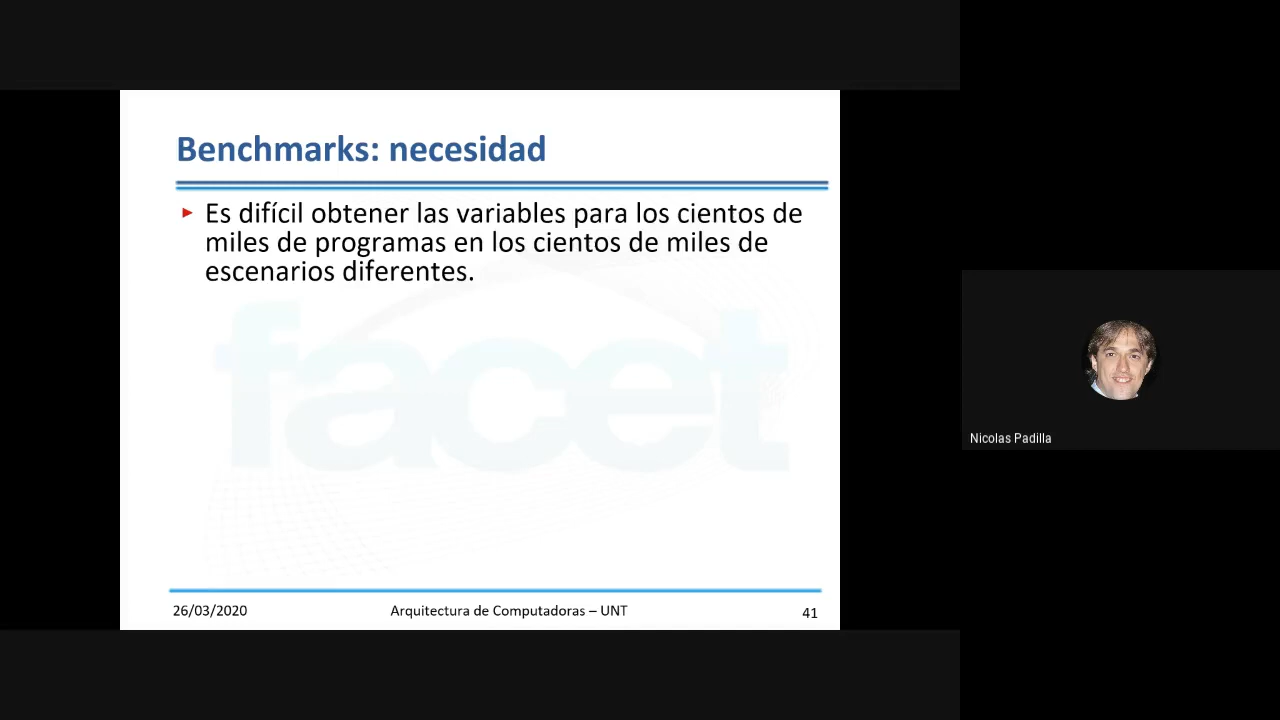 Benchmarks: necesidad
Es difícil obtener las variables para los cientos de
miles de programas en los cientos de miles de
escenarios diferentes.
facet
26/03/2020
Arquitectura de Computadoras – UNT
41
Nicolas Padilla